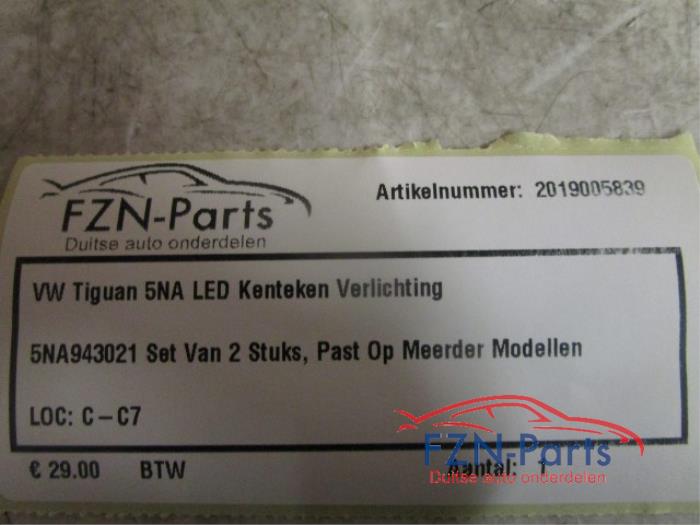 FZN-Parts
Duitse auto onderdelen
Artikelnummer: 2019005839
VW Tiguan 5NA LED Kenteken Verlichting
5NA943021 Set Van 2 Stuks, Past Op Meerder Modellen
LOC: C-C7
€ 29.00 BTW Aantal: 1
FZN-Parts
Duitse auto onderdelen